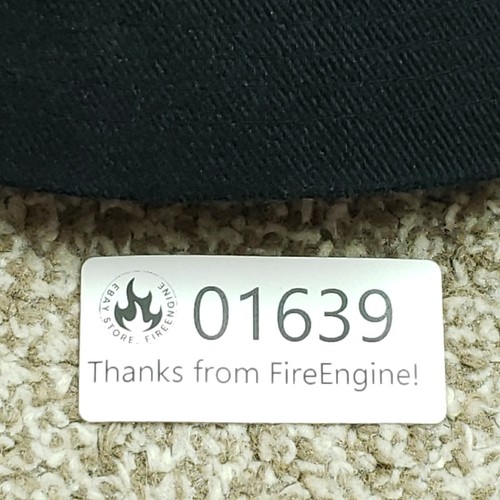 EBAY STORE. FIREENGINE
01639
Thanks from FireEngine!